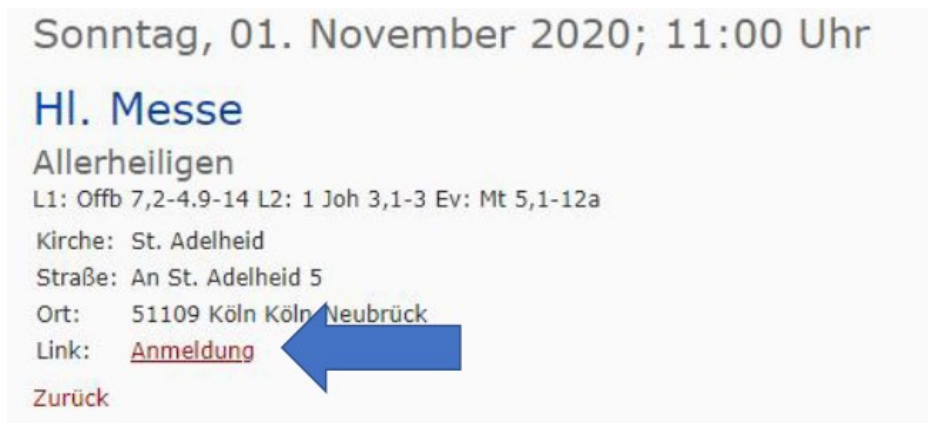 Sonntag, 01. November 2020; 11:00 Uhr
Hl. Messe
Allerheiligen
L1: Offb 7,2-4.9-14 L2: 1 Joh 3,1-3 Ev: Mt 5,1-12a
Kirche: St. Adelheid
Straße: An St. Adelheid 5
Ort: 51109 Köln Köln-Neubrück
Link: Anmeldung
Zurück